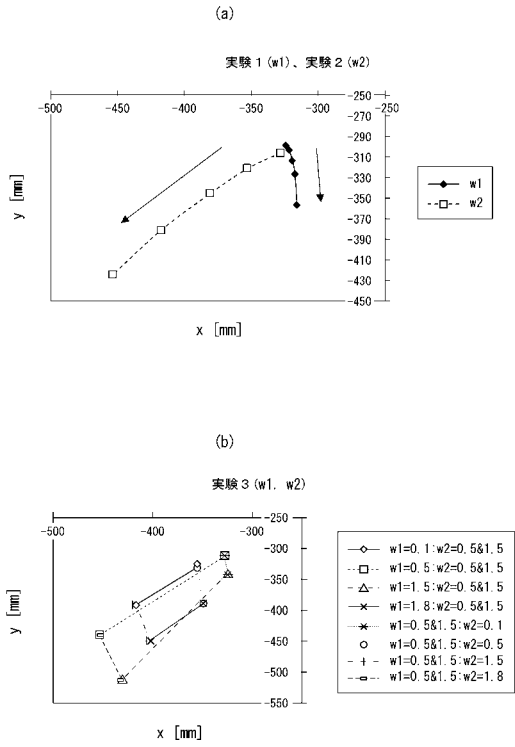 (a)
実験1(w1)、実験2(w2)
-500
-450
-400
-350
-300
-250
-250
-270
-290
-310
-330
-350
-370
-390
-410
-430
-450
y [mm]
x [mm]
w1
w2
(b)
実験3(w1. w2)
-500
-400
-300
-250
-300
-350
-400
-450
-500
-550
y [mm]
x [mm]
w1=0.1:w2=0.5&1.5
w1=0.5:w2=0.5&1.5
w1=1.5:w2=0.5&1.5
w1=1.8:w2=0.5&1.5
w1=0.5&1.5:w2=0.1
w1=0.5&1.5:w2=0.5
w1=0.5&1.5:w2=1.5
w1=0.5&1.5:w2=1.8